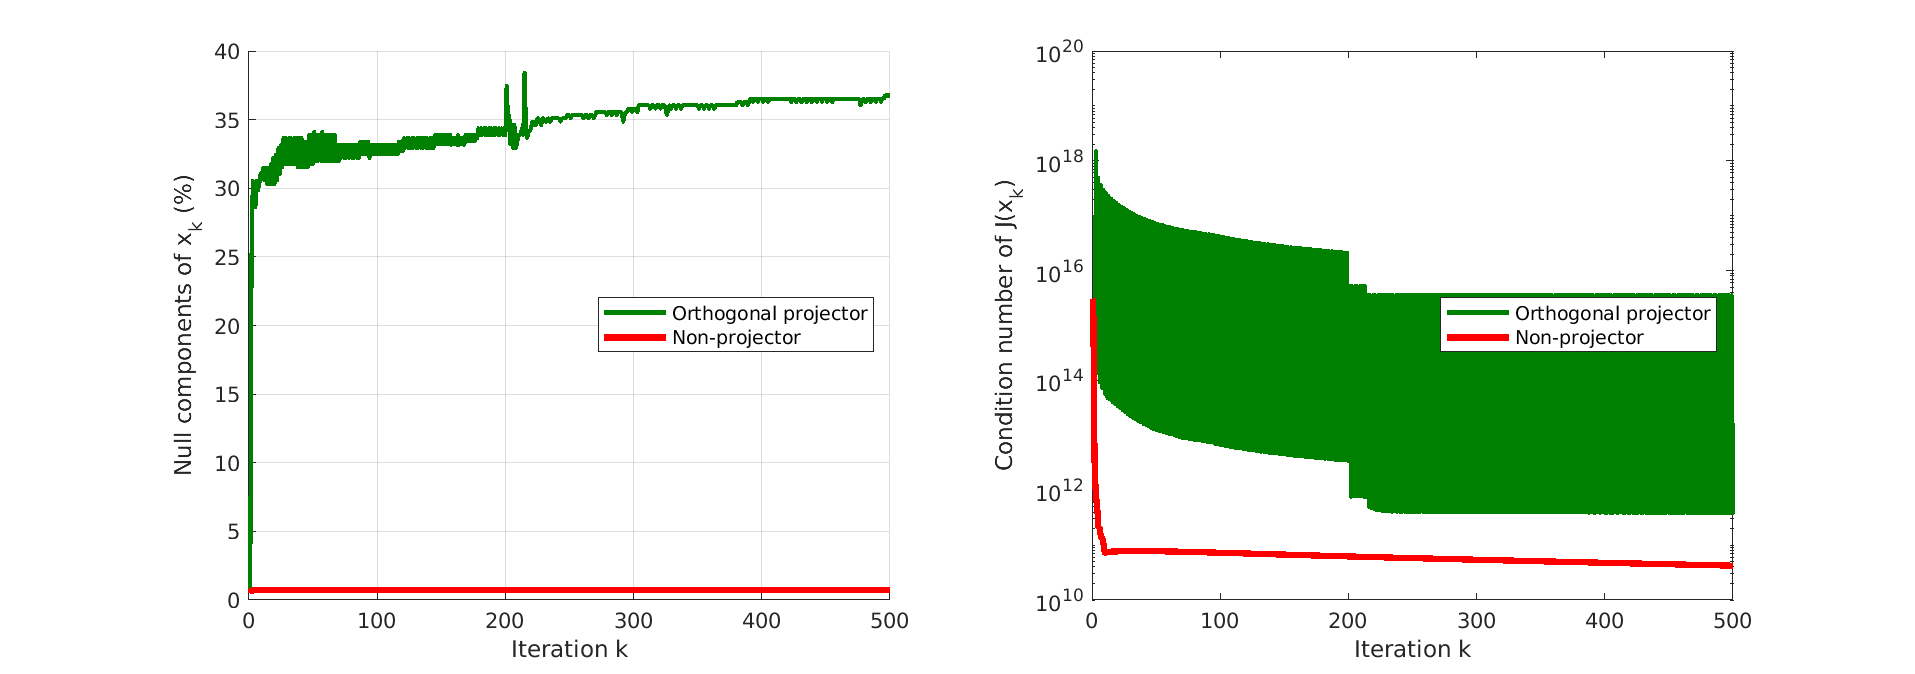 40
35
30
25
20
15
10
5
0
Null components of x_k (%)
Orthogonal projector
Non-projector
0 100 200 300 400 500
Iteration k
10^20
10^18
10^16
10^14
10^12
10^10
Condition number of J(x_k)
Orthogonal projector
Non-projector
0 100 200 300 400 500
Iteration k